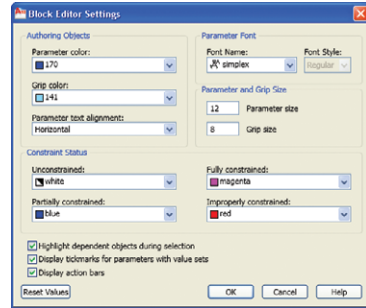 Block Editor Settings
Authoring Objects
Parameter color:
170
Grip color:
141
Parameter text alignment:
Horizontal
Parameter Font
Font Name:
Font Style:
simplex
Regular
Parameter and Grip Size
12
Parameter size
8
Grip size
Constraint Status
Unconstrained:
Fully constrained:
white
magenta
Partially constrained:
Improperly constrained:
blue
red
Highlight dependent objects during selection
Display tickmarks for parameters with value sets
Display action bars
Reset Values
OK
Cancel
Help